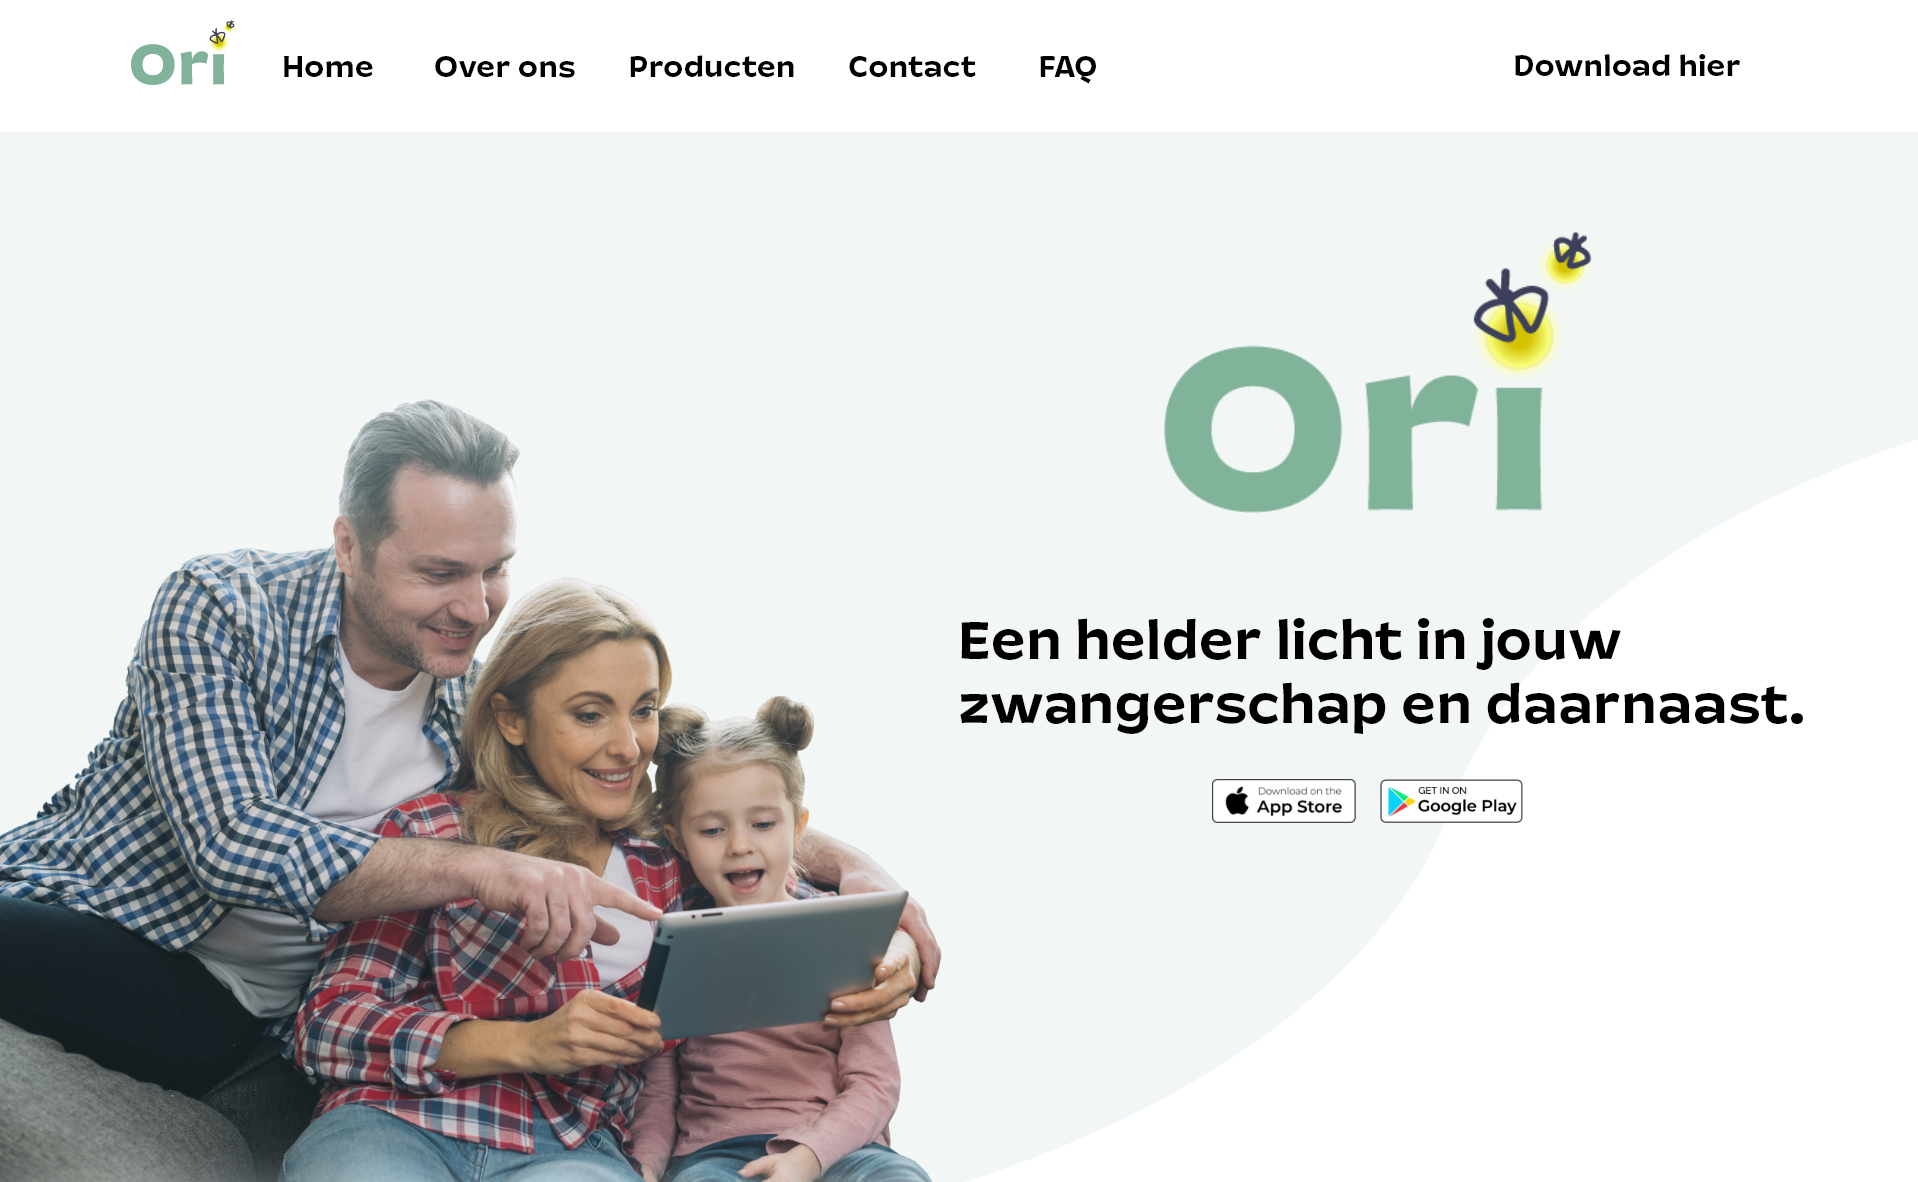 Ori
Home
Over ons
Producten
Contact
FAQ
Download hier
Ori
Een helder licht in jouw
zwangerschap en daarnaast.
Download on the
App Store
GET IN ON
Google Play